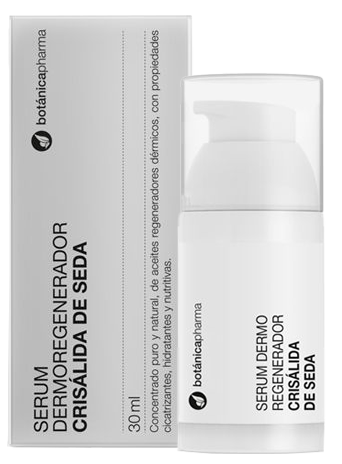 botánicapharma
SERUM
DERMOREGENERADOR
CRISÁLIDA DE SEDA
30 ml
Concentrado puro y natural, de aceites regeneradores dérmicos, con propiedades
cicatrizantes, hidratantes y nutritivas.
botánicapharma
SERUM DERMO
REGENERADOR
CRISÁLIDA
DE SEDA